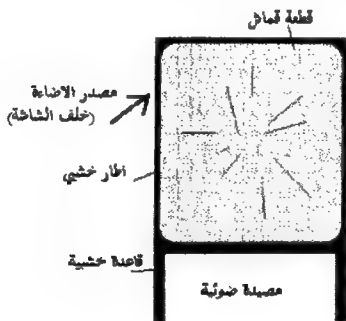 قطعة قماش
مصدر الاضاءة
(خلف الشاشة)
اطار خشبي
قاعدة خشبية
مصيدة ضوئية